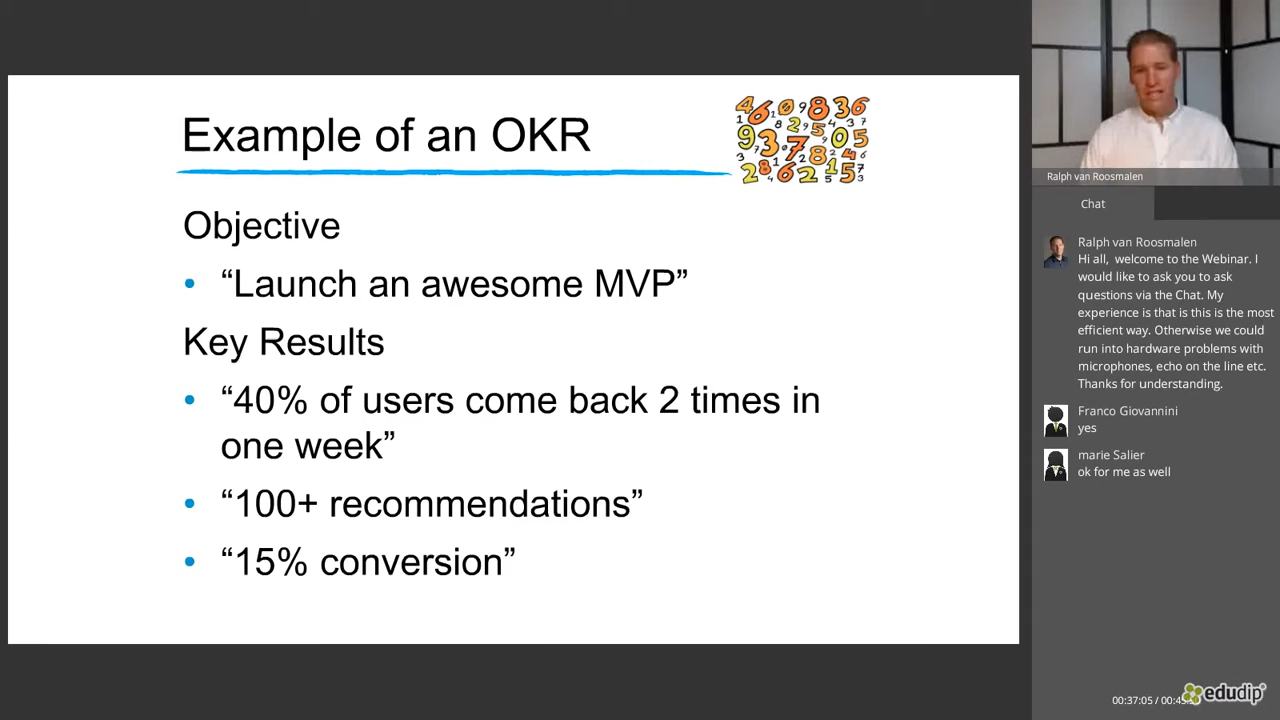 Example of an OKR
Objective
• “Launch an awesome MVP”
Key Results
• “40% of users come back 2 times in
one week”
• “100+ recommendations”
• “15% conversion”
Ralph van Roosmalen
Chat
Ralph van Roosmalen
Hi all, welcome to the Webinar. I
would like to ask you to ask
questions via the Chat. My
experience is that is this is the most
efficient way. Otherwise we could
run into hardware problems with
microphones, echo on the line etc.
Thanks for understanding.
Franco Giovannini
yes
marie Salier
ok for me as well
00:37:05 / 00:45
edudip